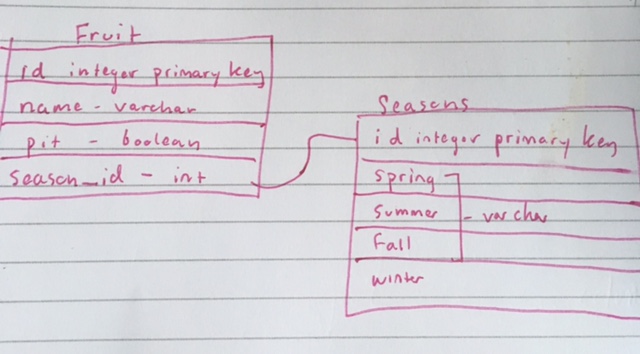 Fruit
id integer primary key
name - varchar
pit - boolean
season_id - int
Seasons
id integer primary key
spring
summer - varchar
Fall
winter